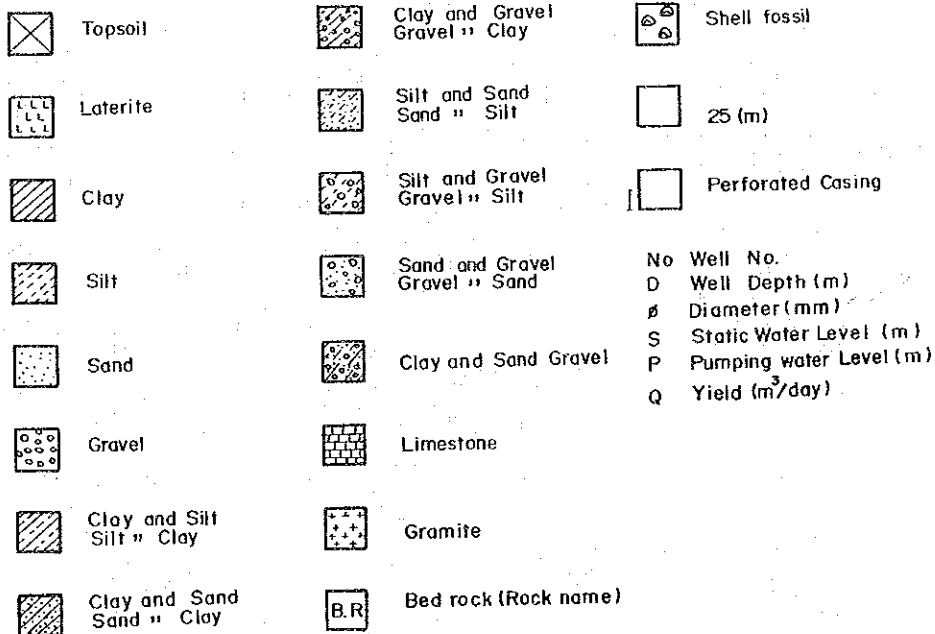 Topsoil
Laterite
Clay
Silt
Sand
Gravel
Clay and Silt
Silt " Clay
Clay and Sand
Sand " Clay
Clay and Gravel
Gravel " Clay
Silt and Sand
Sand " Silt
Silt and Gravel
Gravel " Silt
Sand and Gravel
Gravel " Sand
Clay and Sand Gravel
Limestone
Gramite
B.R
Bed rock (Rock name)
Shell fossil
25 (m)
Perforated Casing
No Well No.
D Well Depth (m)
ø Diameter (mm)
S Static Water Level (m)
P Pumping water Level (m)
Q Yield (m³/day)